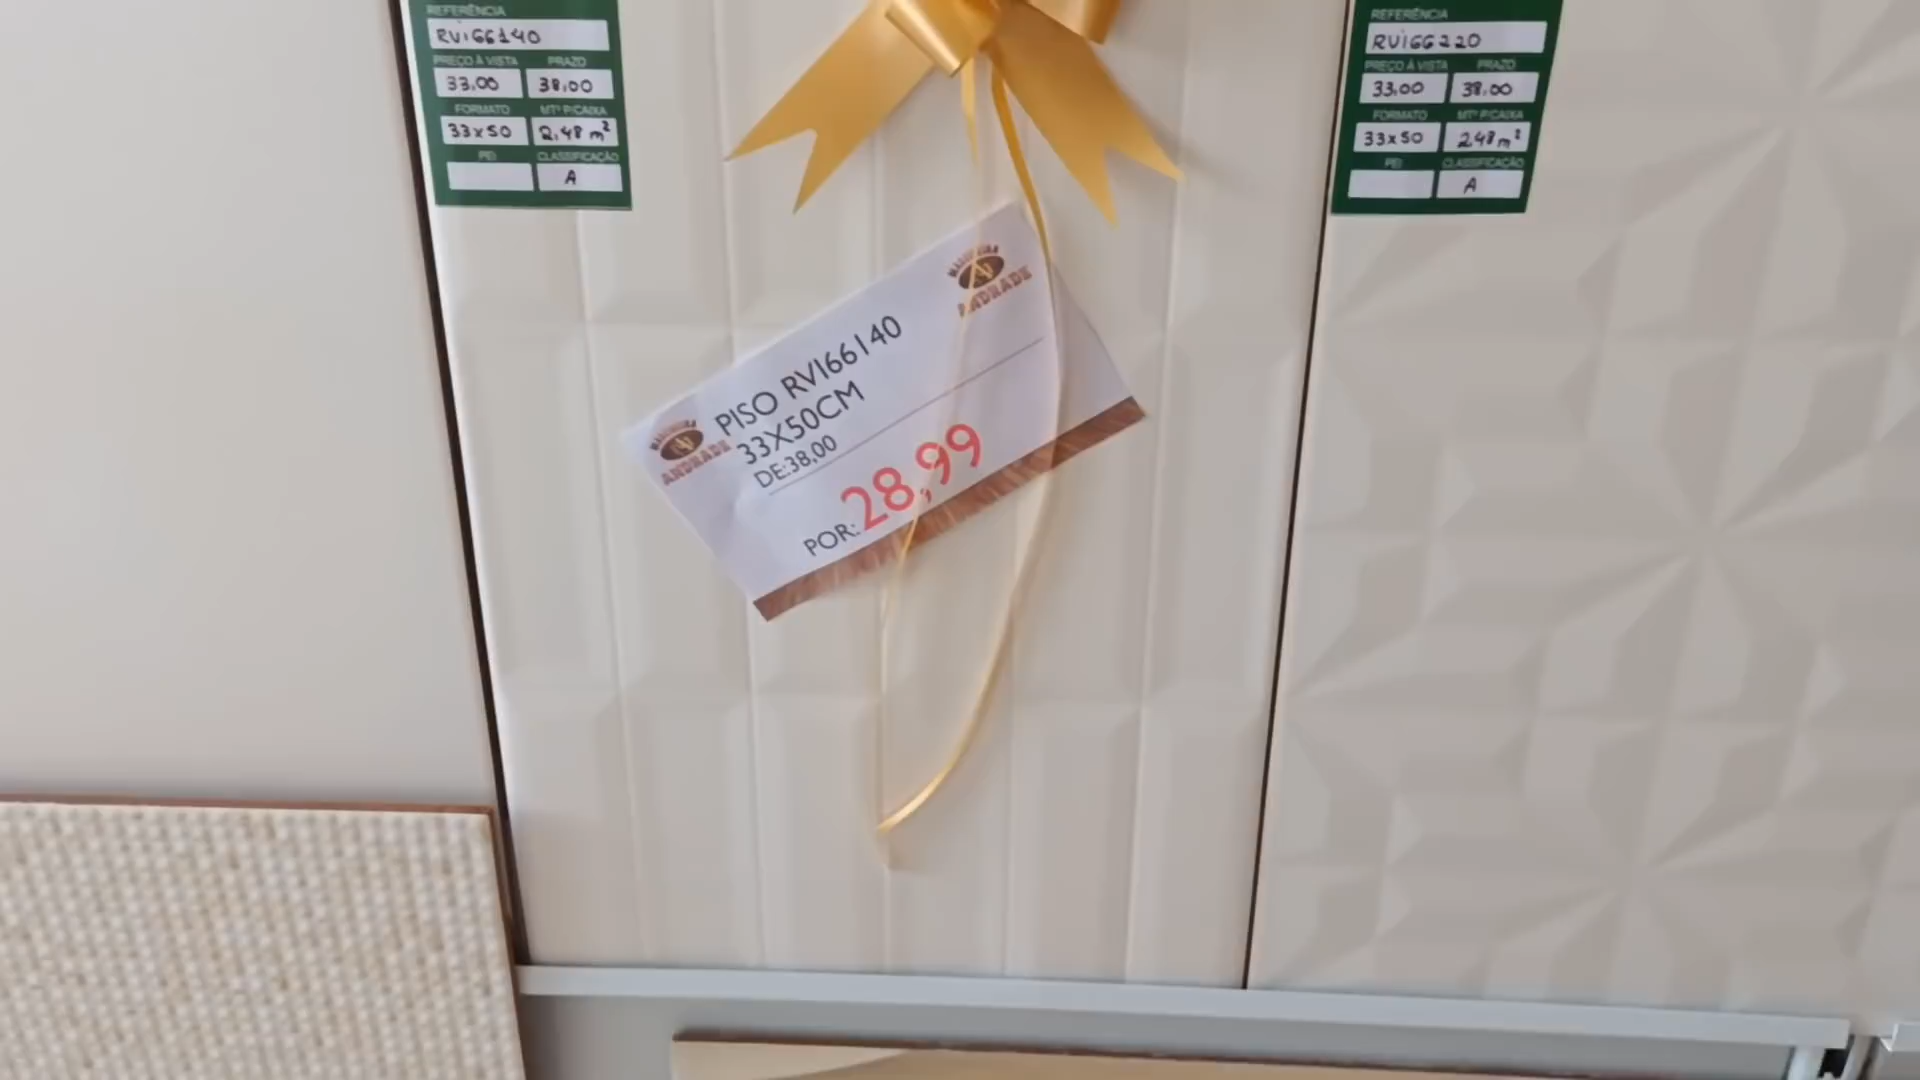 REFERÊNCIA
RVI66140
PREÇO À VISTA PRAZO
33,00 38,00
FORMATO MT² P/CAIXA
33x50 2,48 m²
PEI CLASSIFICAÇÃO
A
REFERÊNCIA
RVI66220
PREÇO À VISTA PRAZO
33,00 38,00
FORMATO MT² P/CAIXA
33x50 2,48 m²
PEI CLASSIFICAÇÃO
A
ANDRADE
ANDRADE
PISO RVI66140
33X50CM
DE:38,00
POR: 28,99